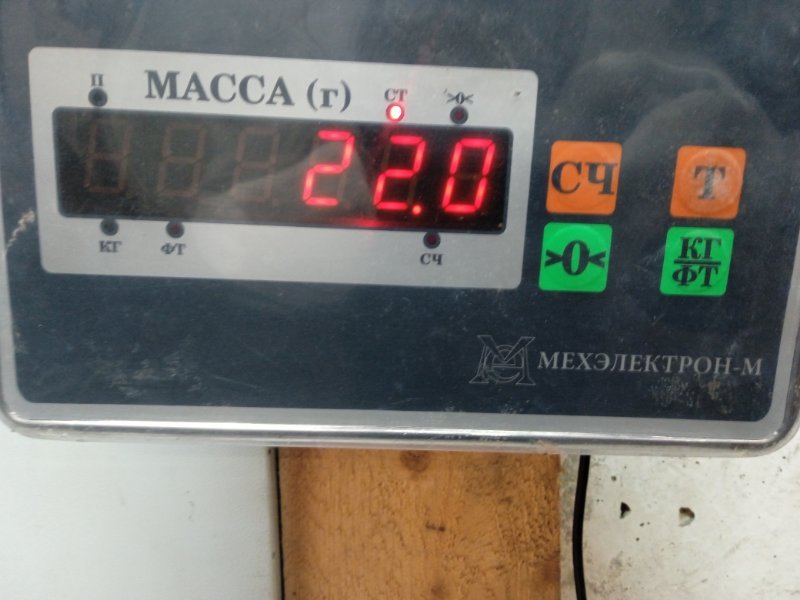 П
МАССА (г)
СТ
>0<
22.0
КГ
ФТ
СЧ
СЧ
Т
>0<
КГ
ФТ
МЕХЭЛЕКТРОН-М